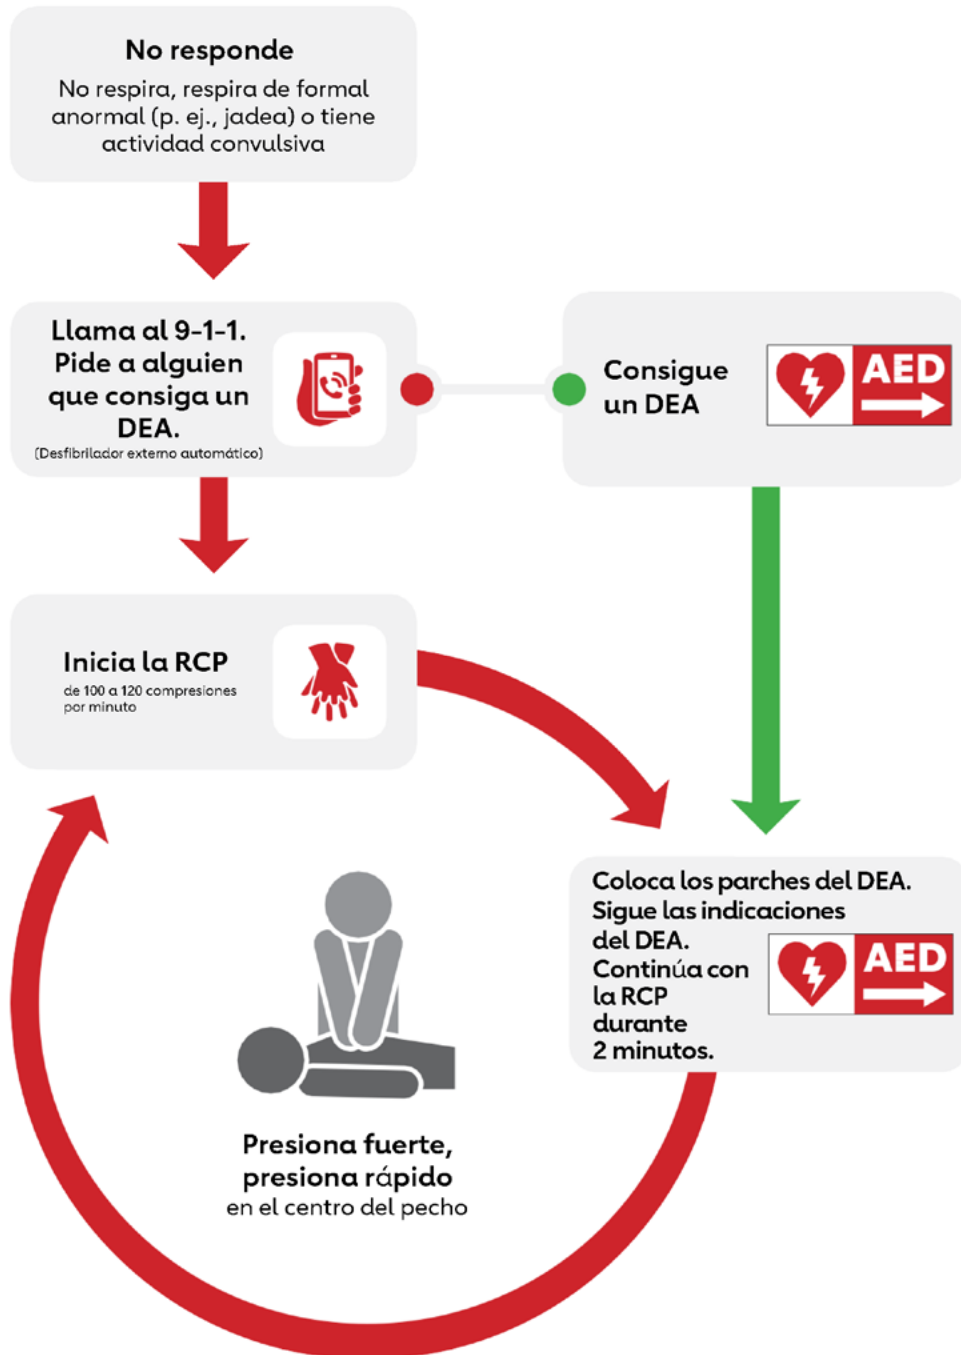 No responde
No respira, respira de formal
anormal (p. ej., jadea) o tiene
actividad convulsiva
Llama al 9-1-1.
Pide a alguien
que consiga un
DEA.
(Desfibrilador externo automático)
Consigue
un DEA
AED
Inicia la RCP
de 100 a 120 compresiones
por minuto
Coloca los parches del DEA.
Sigue las indicaciones
del DEA.
Continúa con
la RCP
durante
2 minutos.
AED
Presiona fuerte,
presiona rápido
en el centro del pecho